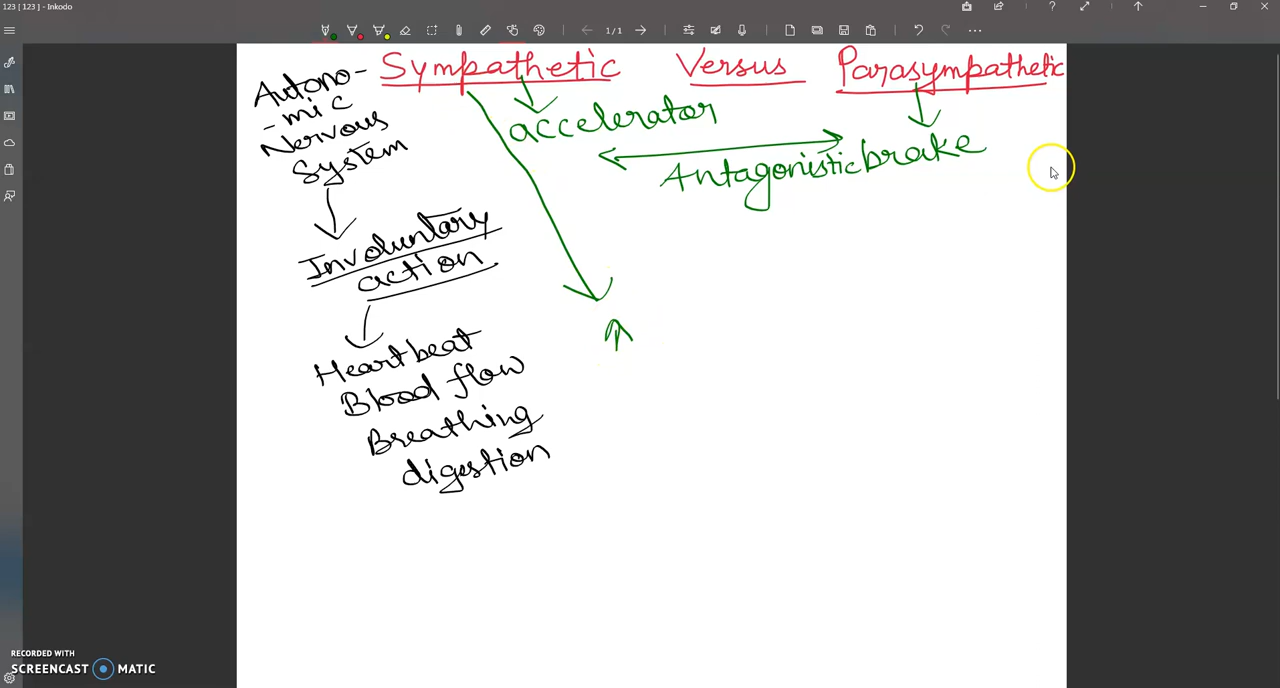 123 [ 123 ] - Inkodo
1/1
Sympathetic Versus Parasympathetic
Autono-
-mic
Nervous
System
accelerator
brake
Antagonistic
Involuntary
action
Heartbeat
Blood flow
Breathing
digestion
RECORDED WITH
SCREENCAST MATIC